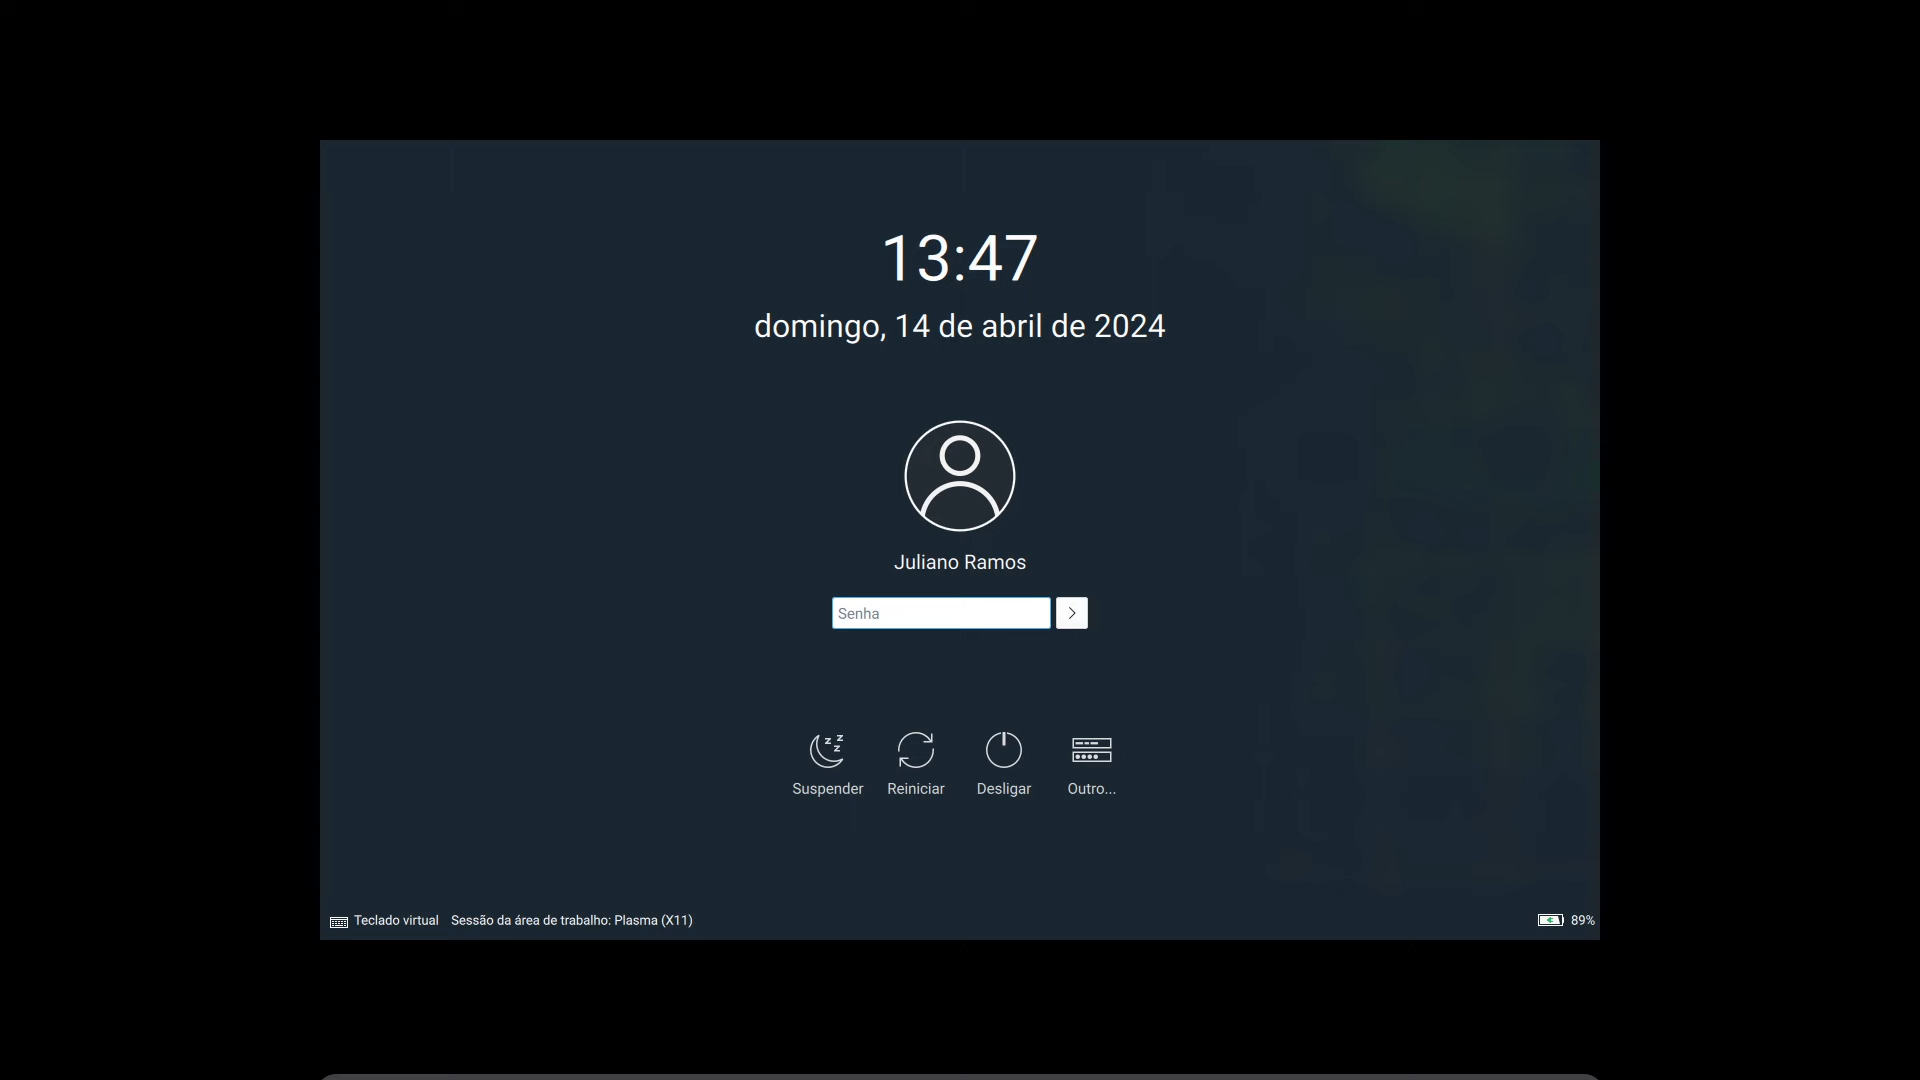 13:47
domingo, 14 de abril de 2024
Juliano Ramos
Senha
Suspender Reiniciar Desligar Outro...
Teclado virtual Sessão da área de trabalho: Plasma (X11) 89%